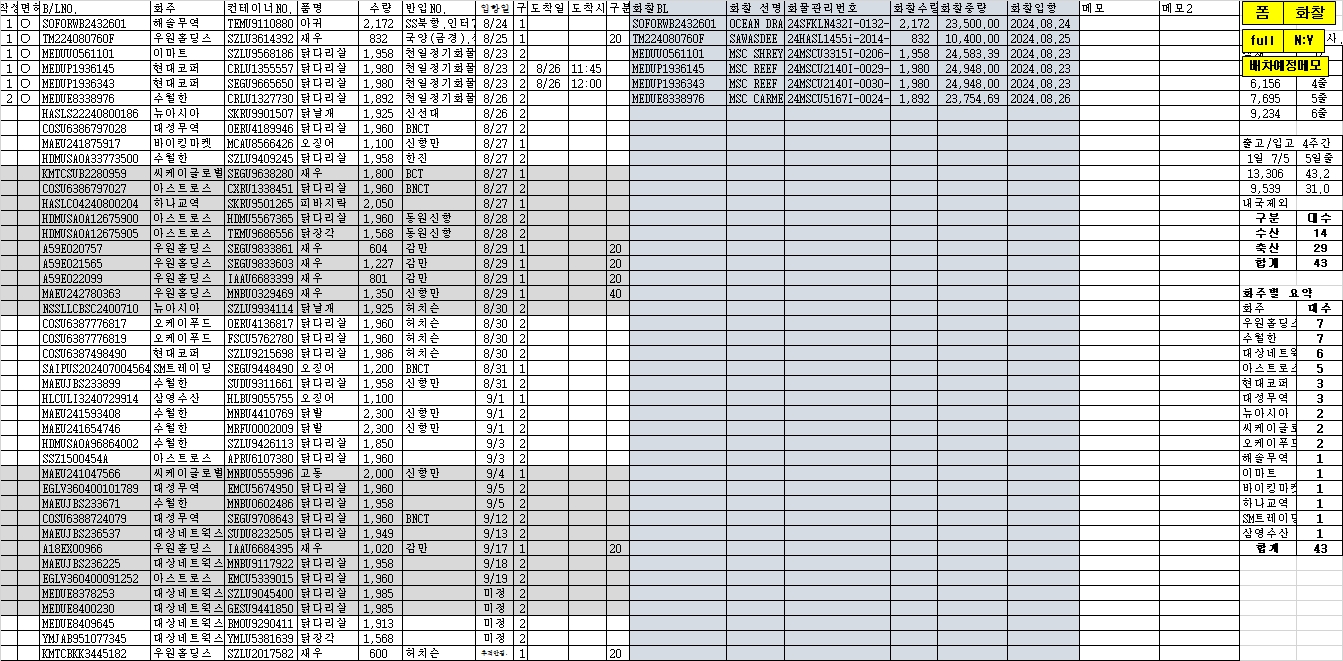 작성 면허 B/LNO. 화주 컨테이너NO. 품명 수량 반입NO. 입항일 구 도착일 도착시 구분 화찰BL 화찰 선명 화물관리번호 화찰수량 화찰중량 화찰입항 메모 메모2 폼 화찰
1 ○ SOFORWB2432601 해솔무역 TEMU9110880 아귀 2,172 SS북항,인터7 8/24 1 SOFORWB2432601 OCEAN DRA 24SFKLN432I-0132- 2,172 23,500.00 2024.08.24
1 ○ TM224080760F 우원홀딩스 SZLU3614392 새우 832 국양(금경). 8/25 1 20 TM224080760F SAWASDEE 24HASL1455i-2014- 832 10,400.00 2024.08.25 full N:Y
1 ○ MEDUU0561101 이마트 SZLU9568186 닭다리살 1,960 천일정기화물 8/23 2 MEDUU0561101 MSC SHREY 24MSCU3315I-0206- 1,958 24,583.39 2024.08.23
1 ○ MEDUP1936145 현대코퍼 CRLU1355557 닭다리살 1,980 천일정기화물 8/23 2 8/26 11:45 MEDUP1936145 MSC REEF 24MSCU2140I-0029- 1,980 24,948.00 2024.08.23 배차예정메모
1 ○ MEDUP1936343 현대코퍼 SEGU9665650 닭다리살 1,980 천일정기화물 8/23 2 8/26 12:00 MEDUP1936343 MSC REEF 24MSCU2140I-0030- 1,980 24,948.00 2024.08.23 6,156 4줄
2 ○ MEDUE8338976 수월한 CRLU1327730 닭다리살 1,892 천일정기화물 8/26 2 MEDUE8338976 MSC CARME 24MSCU5167I-0024- 1,892 23,754.69 2024.08.26 7,695 5줄
HASLS22240800186 뉴아시아 SKRU9901507 닭날개 1,925 신선대 8/26 2 9,234 6줄
COSU6386797028 대성무역 OERU4189946 닭다리살 1,960 BNCT 8/27 2
MAEU241875917 바이킹마켓 MCAU8566426 오징어 1,100 신항만 8/27 1 출고/입고 4주간
HDMUSA0A33773500 수월한 SZLU9409245 닭다리살 1,958 한진 8/27 2 1일 7/5 5일줄
KMTCSUB2280959 씨케이글로벌 SEGU9638280 새우 1,800 BCT 8/27 1 13,306 43.2
COSU6386797027 아스트로스 CXRU1338451 닭다리살 1,960 BNCT 8/27 2 9,539 31.0
HASLC04240800204 하나교역 SKRU9501265 피바지락 2,050 8/27 1 내국제외
HDMUSA0A12675900 아스트로스 HDMU5567365 닭다리살 1,960 동원신항 8/28 2 구분 대수
HDMUSA0A12675905 아스트로스 TEMU9686556 닭장각 1,568 동원신항 8/28 2 수산 14
A59E020757 우원홀딩스 SEGU9833861 새우 604 감만 8/29 1 20 축산 29
A59E021565 우원홀딩스 SEGU9833603 새우 1,227 감만 8/29 1 20 합계 43
A59E022099 우원홀딩스 IAAU6683399 새우 801 감만 8/29 1 20
MAEU242780363 우원홀딩스 MNBU0329469 새우 1,350 신항만 8/29 1 40 화주별 요약
NSSLLCBSC2400710 뉴아시아 SZLU9934114 닭날개 1,925 허치슨 8/30 2 화주 대수
COSU6387776817 오케이푸드 OERU4136817 닭다리살 1,960 허치슨 8/30 2 우원홀딩스 7
COSU6387776819 오케이푸드 FSCU5762780 닭다리살 1,960 허치슨 8/30 2 수월한 7
COSU6387498490 현대코퍼 SZLU9215698 닭다리살 1,986 허치슨 8/30 2 대상네트웍 6
SAIPUS202407004564 SM트레이딩 SEGU9448490 오징어 1,200 BNCT 8/31 1 아스트로스 5
MAEUJBS233899 수월한 SUDU9311661 닭다리살 1,958 신항만 8/31 2 현대코퍼 3
HLCULI3240729914 삼영수산 HLBU9055755 오징어 1,100 9/1 1 대성무역 3
MAEU241593408 수월한 MNBU4410769 닭발 2,300 신항만 9/1 2 뉴아시아 2
MAEU241654746 수월한 MRFU0002009 닭발 2,300 신항만 9/1 2 씨케이글로 2
HDMUSA0A96864002 수월한 SZLU9426113 닭다리살 1,850 9/3 2 오케이푸드 2
SSZ1500454A 아스트로스 APRU6107380 닭다리살 1,960 9/3 2 해솔무역 1
MAEU241047566 씨케이글로벌 MNBU0555996 고등 2,000 신항만 9/4 1 이마트 1
EGLV360400101789 대성무역 EMCU5674950 닭다리살 1,960 9/5 2 바이킹마켓 1
MAEUJBS233671 수월한 MNBU0602486 닭다리살 1,958 9/5 2 하나교역 1
COSU6388724079 대성무역 SEGU9708643 닭다리살 1,960 BNCT 9/12 2 SM트레이딩 1
MAEUJBS236537 대상네트웍스 SUDU8232505 닭다리살 1,949 9/13 2 삼영수산 1
A18EX00966 우원홀딩스 IAAU6684395 새우 1,020 감만 9/17 1 20 합계 43
MAEUJBS236225 대상네트웍스 MNBU9117922 닭다리살 1,958 9/18 2
EGLV360400091252 아스트로스 EMCU5339015 닭다리살 1,960 9/19 2
MEDUE8378253 대상네트웍스 SZLU9045400 닭다리살 1,985 미정 2
MEDUE8400230 대상네트웍스 GESU9441850 닭다리살 1,985 미정 2
MEDUE8409645 대상네트웍스 BMOU9290411 닭다리살 1,913 미정 2
YMJAB951077345 대상네트웍스 YMLU5381639 닭장각 1,568 미정 2
KMTCBKK3445182 우원홀딩스 SZLU2017582 새우 600 허치슨 1 20